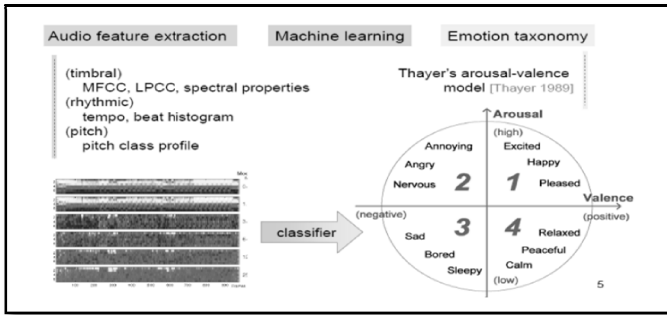 Audio feature extraction
Machine learning
Emotion taxonomy
(timbral)
MFCC, LPCC, spectral properties
(rhythmic)
tempo, beat histogram
(pitch)
pitch class profile
Thayer's arousal-valence
model [Thayer 1989]
Arousal
(high)
Annoying
Excited
Angry
Happy
Nervous
2
1
Pleased
Valence
(negative)
(positive)
classifier
3
4
Sad
Relaxed
Bored
Peaceful
Sleepy
Calm
(low)
5